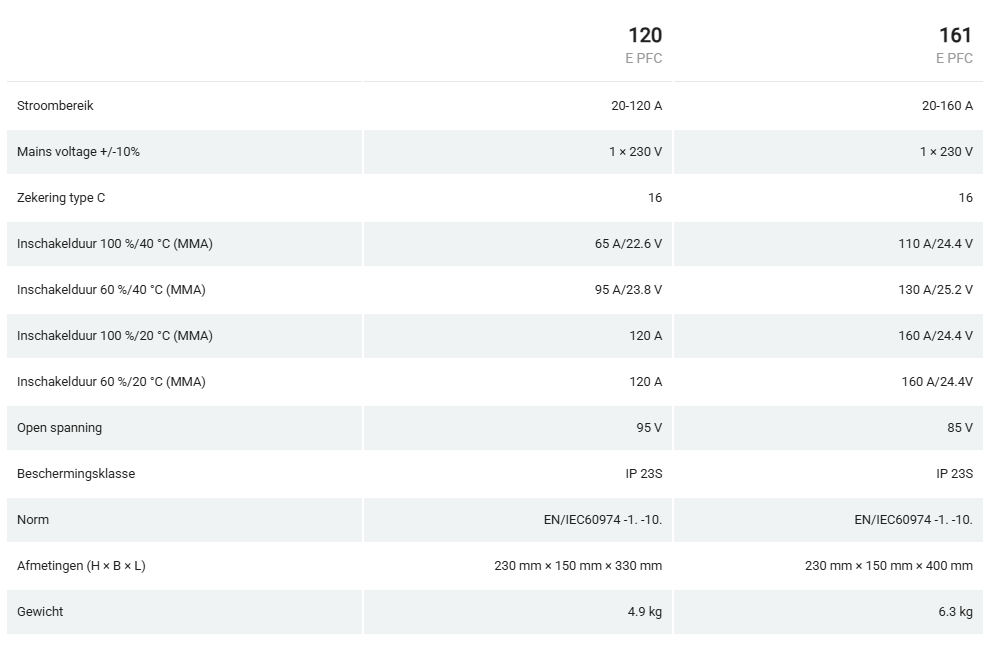 120 161
E PFC E PFC
Stroombereik 20-120 A 20-160 A
Mains voltage +/-10% 1 × 230 V 1 × 230 V
Zekering type C 16 16
Inschakelduur 100 %/40 °C (MMA) 65 A/22.6 V 110 A/24.4 V
Inschakelduur 60 %/40 °C (MMA) 95 A/23.8 V 130 A/25.2 V
Inschakelduur 100 %/20 °C (MMA) 120 A 160 A/24.4 V
Inschakelduur 60 %/20 °C (MMA) 120 A 160 A/24.4V
Open spanning 95 V 85 V
Beschermingsklasse IP 23S IP 23S
Norm EN/IEC60974 -1. -10. EN/IEC60974 -1. -10.
Afmetingen (H × B × L) 230 mm × 150 mm × 330 mm 230 mm × 150 mm × 400 mm
Gewicht 4.9 kg 6.3 kg